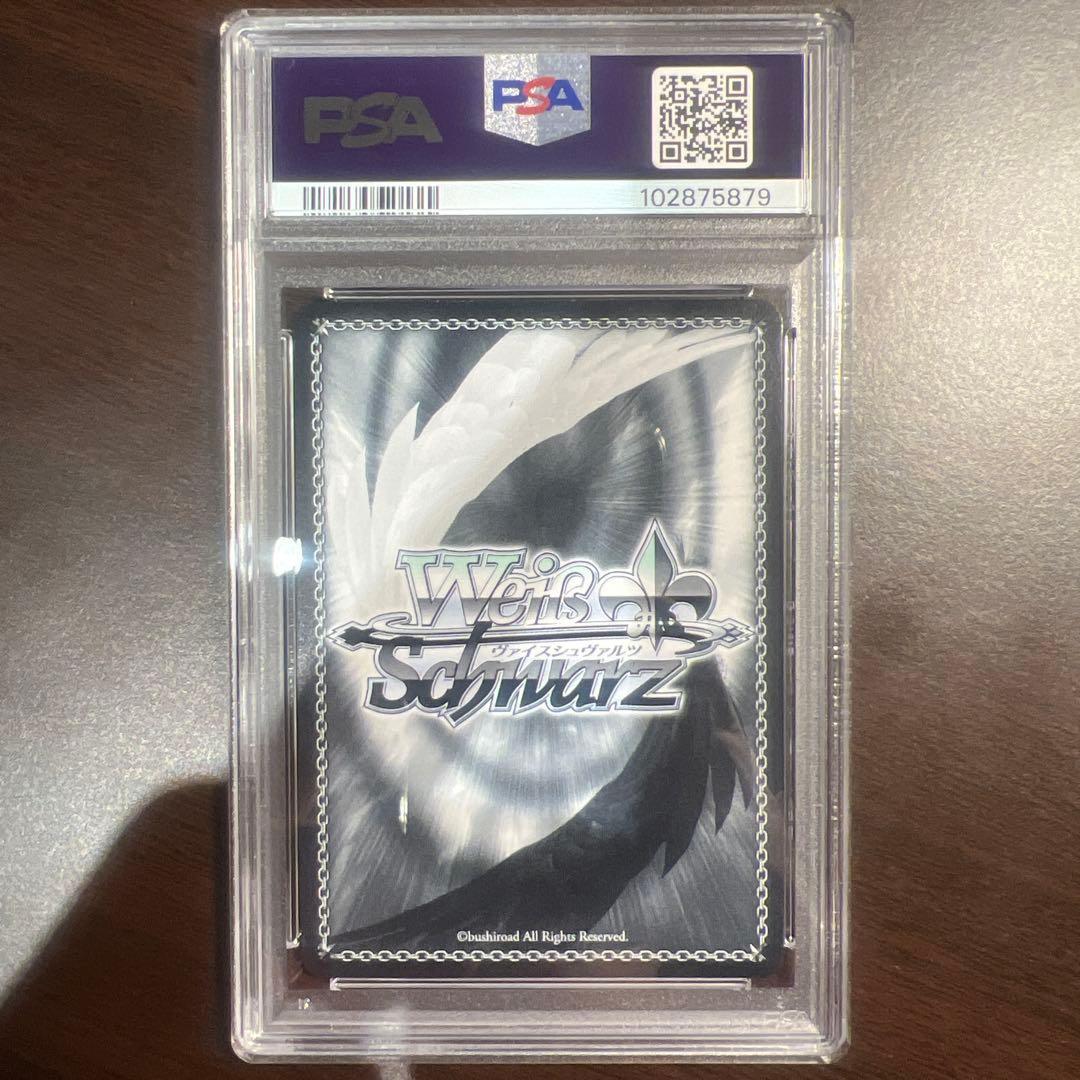 PSA
PSA
102875879
Weiß
ヴァイスシュヴァルツ
Schwarz
©bushiroad All Rights Reserved.